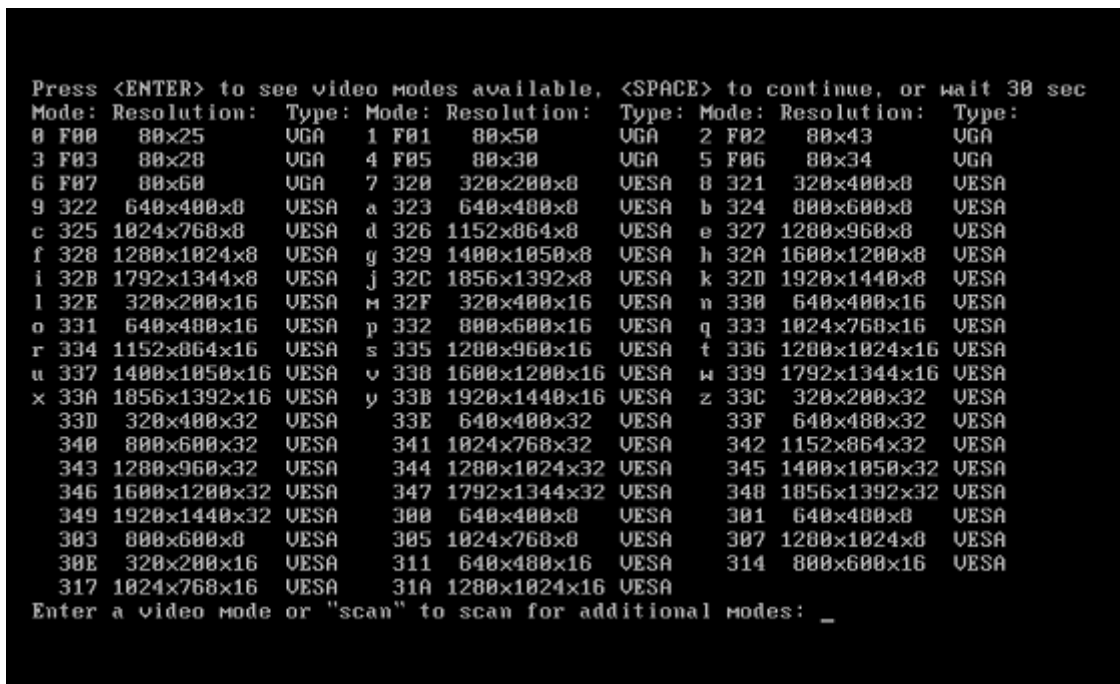 Press <ENTER> to see video modes available, <SPACE> to continue, or wait 30 sec
Mode: Resolution:  Type: Mode: Resolution:  Type: Mode: Resolution:  Type:
0 F00   80x25      VGA   1 F01   80x50      VGA   2 F02   80x43      VGA
3 F03   80x28      VGA   4 F05   80x30      VGA   5 F06   80x34      VGA
6 F07   80x60      VGA   7 320  320x200x8   VESA  8 321  320x400x8   VESA
9 322  640x400x8   VESA  a 323  640x480x8   VESA  b 324  800x600x8   VESA
c 325 1024x768x8   VESA  d 326 1152x864x8   VESA  e 327 1280x960x8   VESA
f 328 1280x1024x8  VESA  g 329 1400x1050x8  VESA  h 32A 1600x1200x8  VESA
i 32B 1792x1344x8  VESA  j 32C 1856x1392x8  VESA  k 32D 1920x1440x8  VESA
l 32E  320x200x16  VESA  m 32F  320x400x16  VESA  n 330  640x400x16  VESA
o 331  640x480x16  VESA  p 332  800x600x16  VESA  q 333 1024x768x16  VESA
r 334 1152x864x16  VESA  s 335 1280x960x16  VESA  t 336 1280x1024x16 VESA
u 337 1400x1050x16 VESA  v 338 1600x1200x16 VESA  w 339 1792x1344x16 VESA
x 33A 1856x1392x16 VESA  y 33B 1920x1440x16 VESA  z 33C  320x200x32  VESA
  33D  320x400x32  VESA    33E  640x400x32  VESA    33F  640x480x32  VESA
  340  800x600x32  VESA    341 1024x768x32  VESA    342 1152x864x32  VESA
  343 1280x960x32  VESA    344 1280x1024x32 VESA    345 1400x1050x32 VESA
  346 1600x1200x32 VESA    347 1792x1344x32 VESA    348 1856x1392x32 VESA
  349 1920x1440x32 VESA    300  640x400x8   VESA    301  640x480x8   VESA
  303  800x600x8   VESA    305 1024x768x8   VESA    307 1280x1024x8  VESA
  30E  320x200x16  VESA    311  640x480x16  VESA    314  800x600x16  VESA
  317 1024x768x16  VESA    31A 1280x1024x16 VESA
Enter a video mode or "scan" to scan for additional modes: _